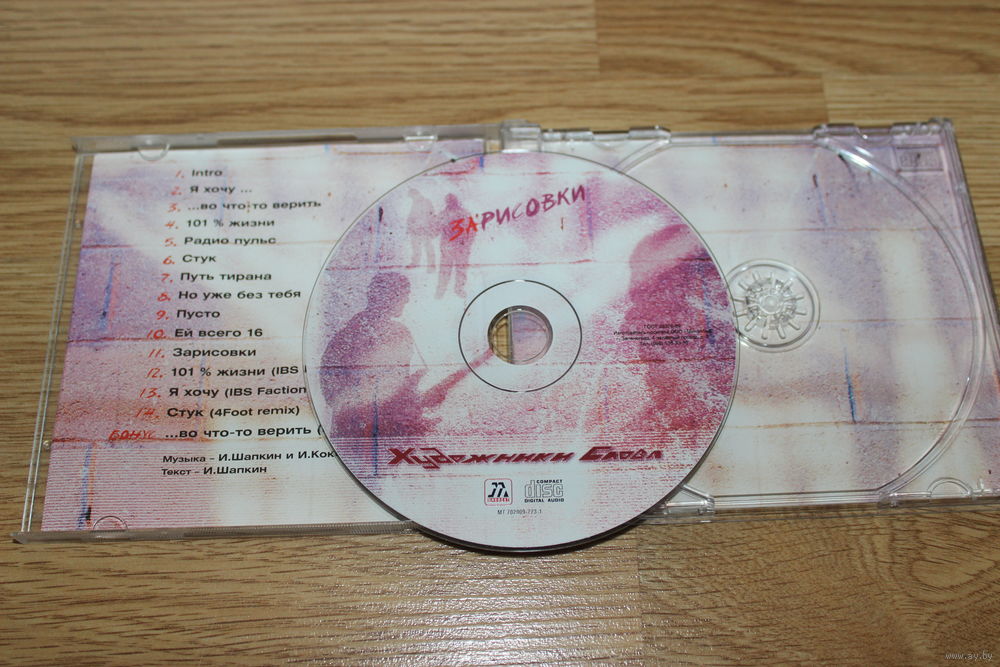 1. Intro
2. Я хочу ...
3. ...во что-то верить
4. 101 % жизни
5. Радио пульс
6. Стук
7. Путь тирана
8. Но уже без тебя
9. Пусто
10. Ей всего 16
11. Зарисовки
12. 101 % жизни (IBS
13. Я хочу (IBS Faction
14. Стук (4Foot remix)
БОНУС ...во что-то верить (
Музыка - И.Шапкин и И.Кок
Текст - И.Шапкин
ЗАРИСОВКИ
Художники
COMPACT
disc
DIGITAL AUDIO
www.ay.by